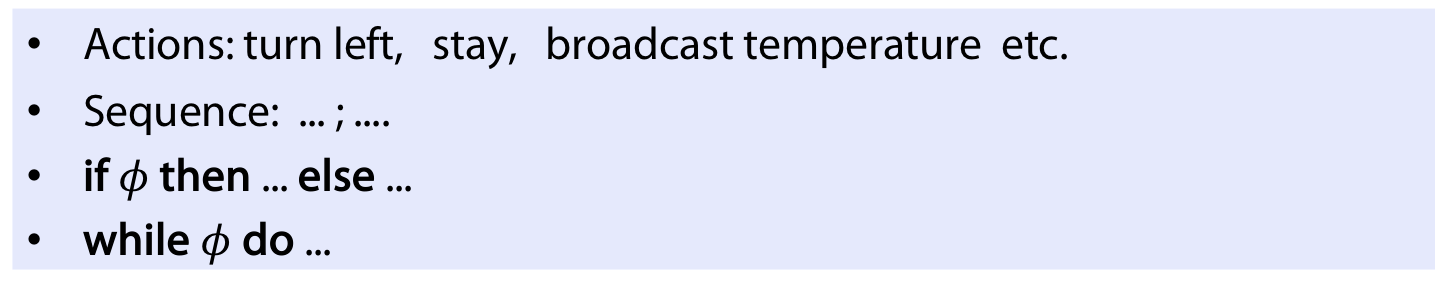 • Actions: turn left, stay, broadcast temperature etc.
• Sequence: ... ; ....
• if ϕ then ... else ...
• while ϕ do ...